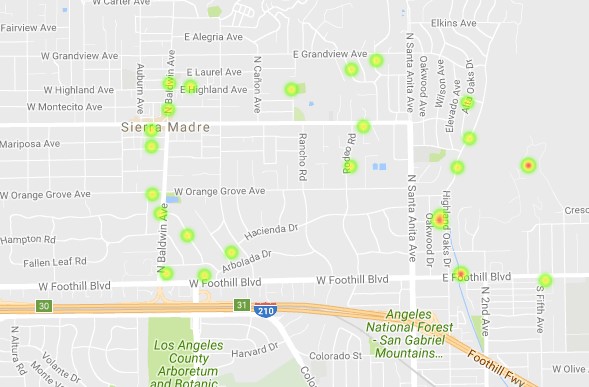 W Carter Ave
Fairview Ave
Elkins Ave
E Alegria Ave
W Grandview Ave
E Grandview Ave
N Santa Anita Ave
Oakwood Ave
Wilson Ave
Elevado Ave
Alta Oaks Dr
Auburn Ave
N Baldwin Ave
N Cañon Ave
E Laurel Ave
W Highland Ave
E Highland Ave
W Montecito Ave
Sierra Madre
Mariposa Ave
Rancho Rd
Rodeo Rd
W Orange Grove Ave
W Orange Grove Ave
N Santa Anita Ave
Highland Oaks Dr
Oakwood Dr
Cresc
N Baldwin Ave
Hampton Rd
Hacienda Dr
Fallen Leaf Rd
Arbolada Dr
W Foothill Blvd
W Foothill Blvd
W Foothill Blvd
E Foothill Blvd
N 2nd Ave
S Fifth Ave
30
31
210
Angeles
National Forest
- San Gabriel
Mountains...
N Altura Rd
Volante Dr
Monte V
Los Angeles
County
Arboretum
and Botanic
Harvard Dr
Colorado St
Colo
Foothill Fwy
W Olive A